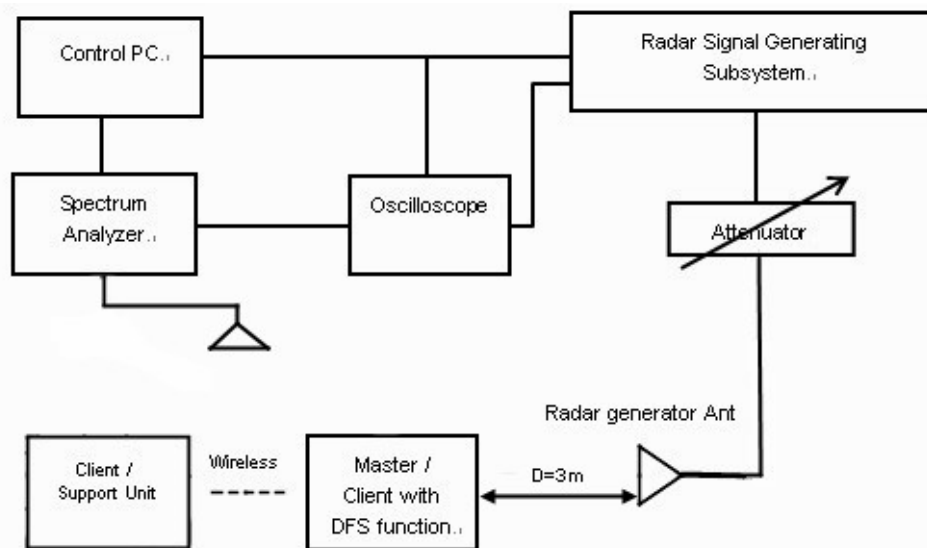 Control PC
Radar Signal Generating
Subsystem
Spectrum
Analyzer
Oscilloscope
Attenuator
Radar generator Ant
Client /
Support Unit
Wireless
Master /
Client with
DFS function
D=3m